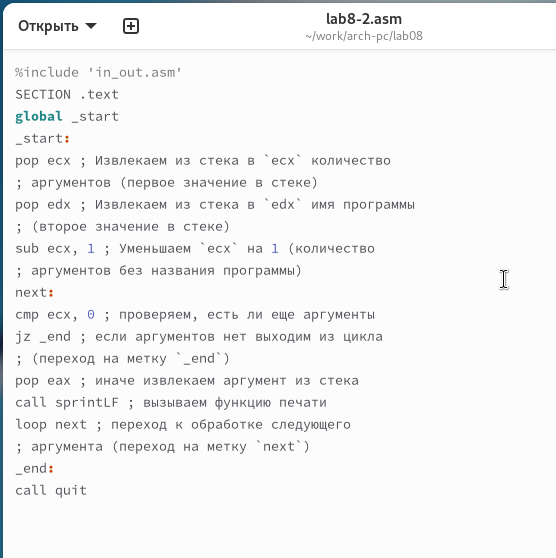 Открыть
lab8-2.asm
~/work/arch-pc/lab08
%include 'in_out.asm'
SECTION .text
global _start
_start:
pop ecx ; Извлекаем из стека в `ecx` количество
; аргументов (первое значение в стеке)
pop edx ; Извлекаем из стека в `edx` имя программы
; (второе значение в стеке)
sub ecx, 1 ; Уменьшаем `ecx` на 1 (количество
; аргументов без названия программы)
next:
cmp ecx, 0 ; проверяем, есть ли еще аргументы
jz _end ; если аргументов нет выходим из цикла
; (переход на метку `_end`)
pop eax ; иначе извлекаем аргумент из стека
call sprintLF ; вызываем функцию печати
loop next ; переход к обработке следующего
; аргумента (переход на метку `next`)
_end:
call quit